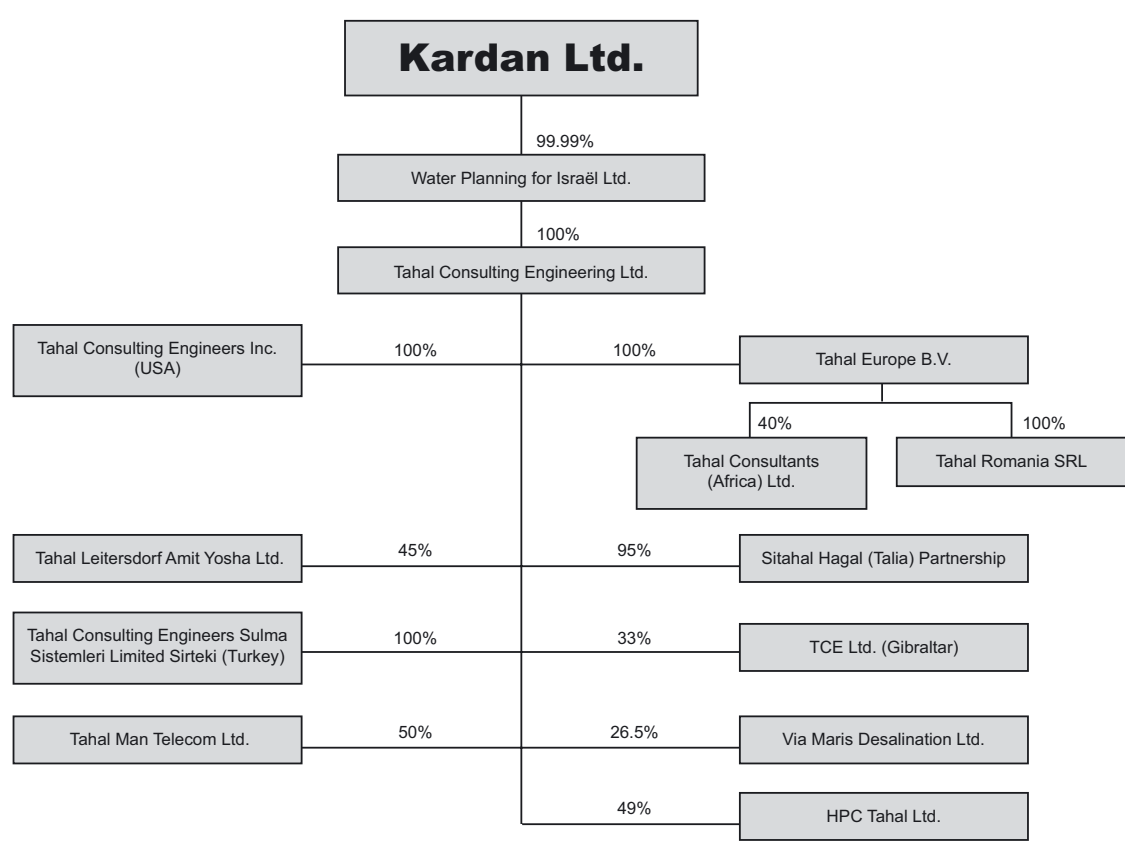 Kardan Ltd.
99.99%
Water Planning for Israël Ltd.
100%
Tahal Consulting Engineering Ltd.
Tahal Consulting Engineers Inc.
(USA)
100%
100%
Tahal Europe B.V.
40%
100%
Tahal Consultants
(Africa) Ltd.
Tahal Romania SRL
Tahal Leitersdorf Amit Yosha Ltd.
45%
95%
Sitahal Hagal (Talia) Partnership
Tahal Consulting Engineers Sulma
Sistemleri Limited Sirteki (Turkey)
100%
33%
TCE Ltd. (Gibraltar)
Tahal Man Telecom Ltd.
50%
26.5%
Via Maris Desalination Ltd.
49%
HPC Tahal Ltd.